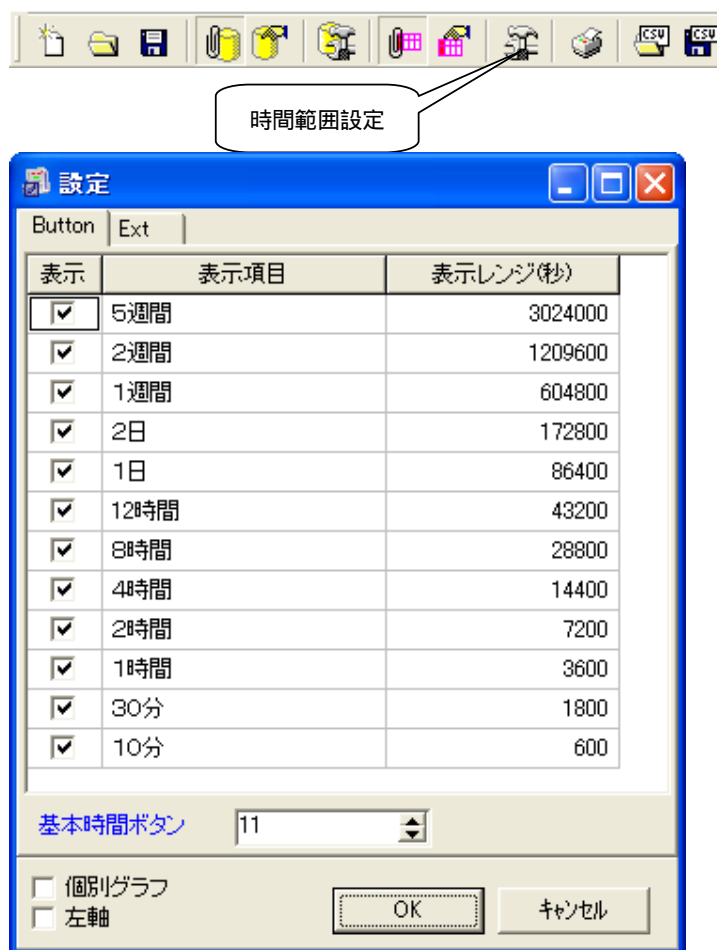 CSV CSV
時間範囲設定
設定
Button Ext
表示 表示項目 表示レンジ(秒)
5週間 3024000
2週間 1209600
1週間 604800
2日 172800
1日 86400
12時間 43200
8時間 28800
4時間 14400
2時間 7200
1時間 3600
30分 1800
10分 600
基本時間ボタン 11
個別グラフ
左軸
OK キャンセル